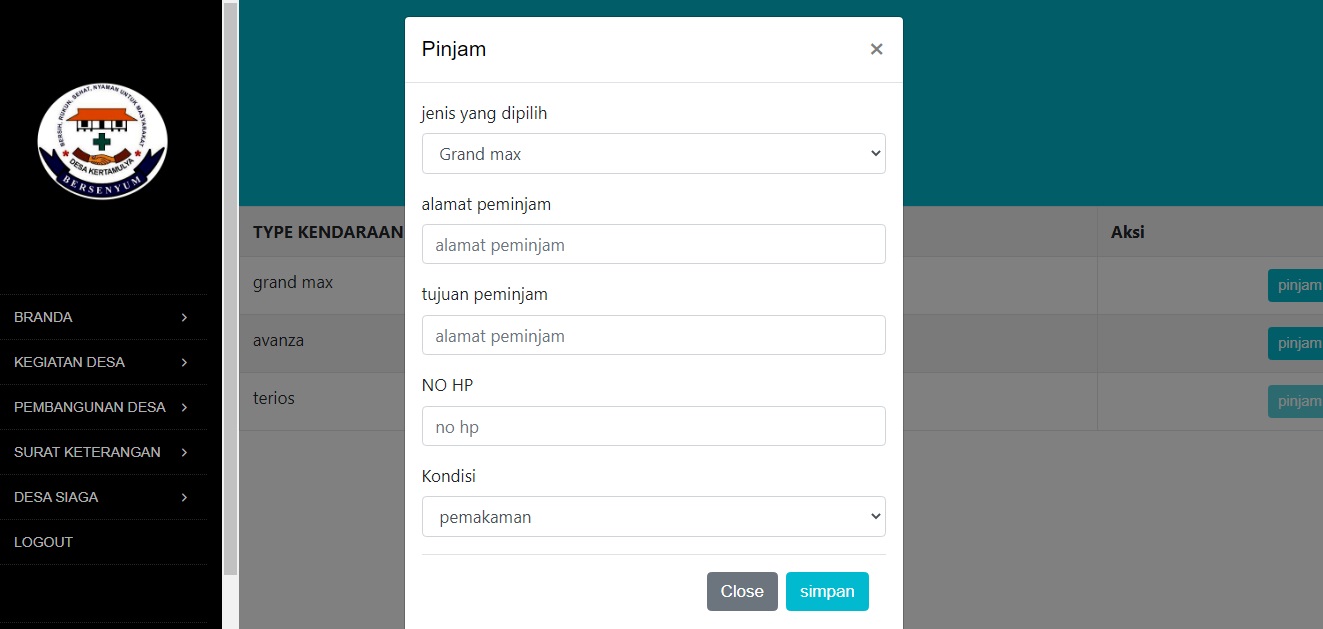 BERSIH, RUKUN, SEHAT, NYAMAN UNTUK MASYARAKAT
DESA KERTAMULYA
BERSENYUM
BRANDA
KEGIATAN DESA
PEMBANGUNAN DESA
SURAT KETERANGAN
DESA SIAGA
LOGOUT
Pinjam
×
jenis yang dipilih
Grand max
alamat peminjam
alamat peminjam
tujuan peminjam
alamat peminjam
NO HP
no hp
Kondisi
pemakaman
Close simpan
TYPE KENDARAAN Aksi
grand max pinjam
avanza pinjam
terios pinjam